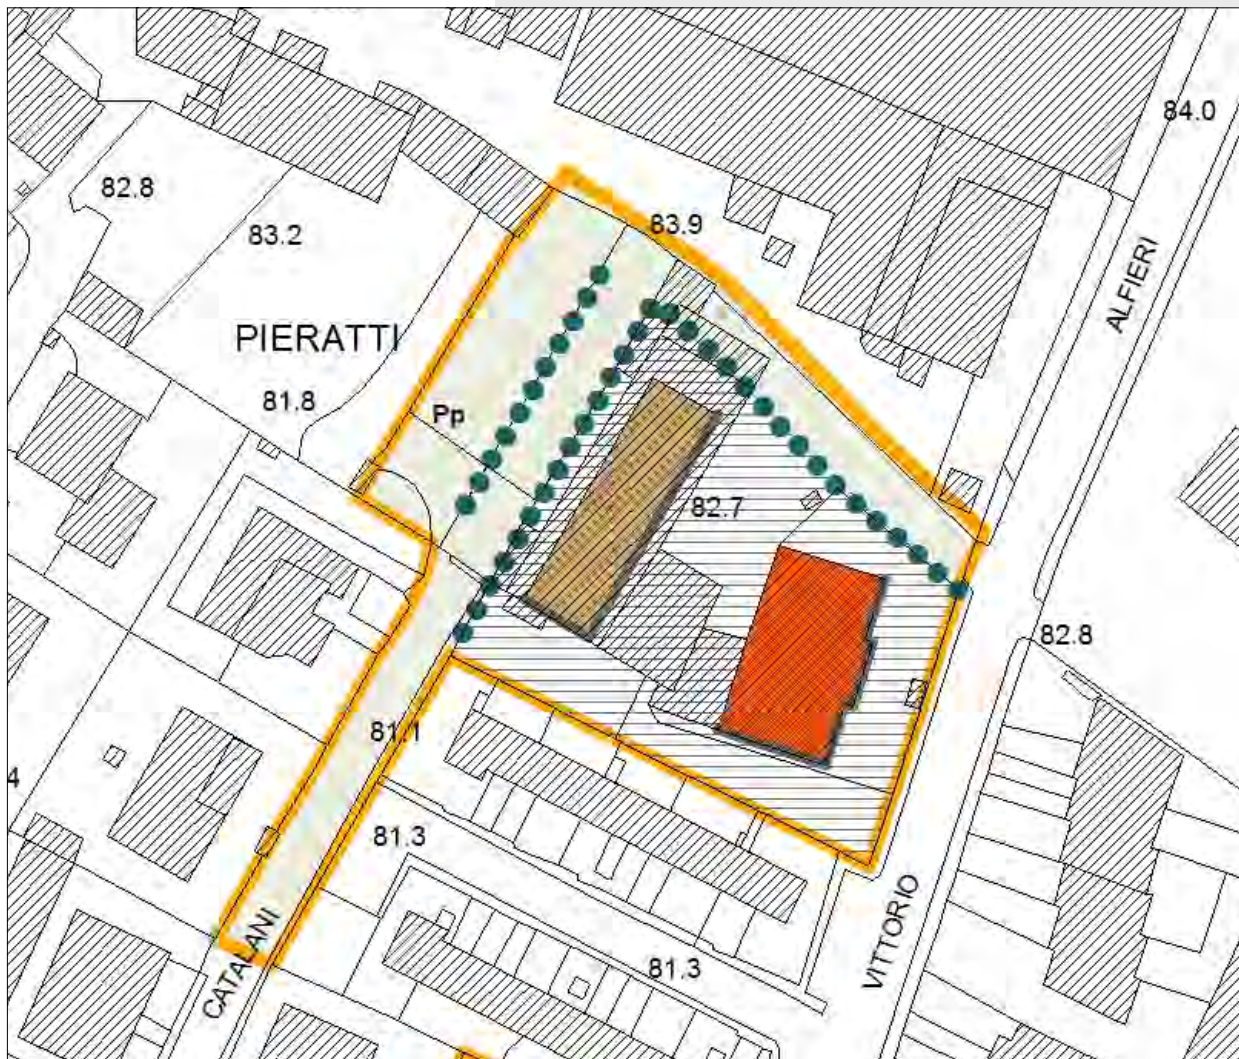 84.0
82.8
83.9
83.2
ALFIERI
PIERATTI
81.8
Pp
82.7
82.8
81.1
4
81.3
VITTORIO
81.3
CATALANI